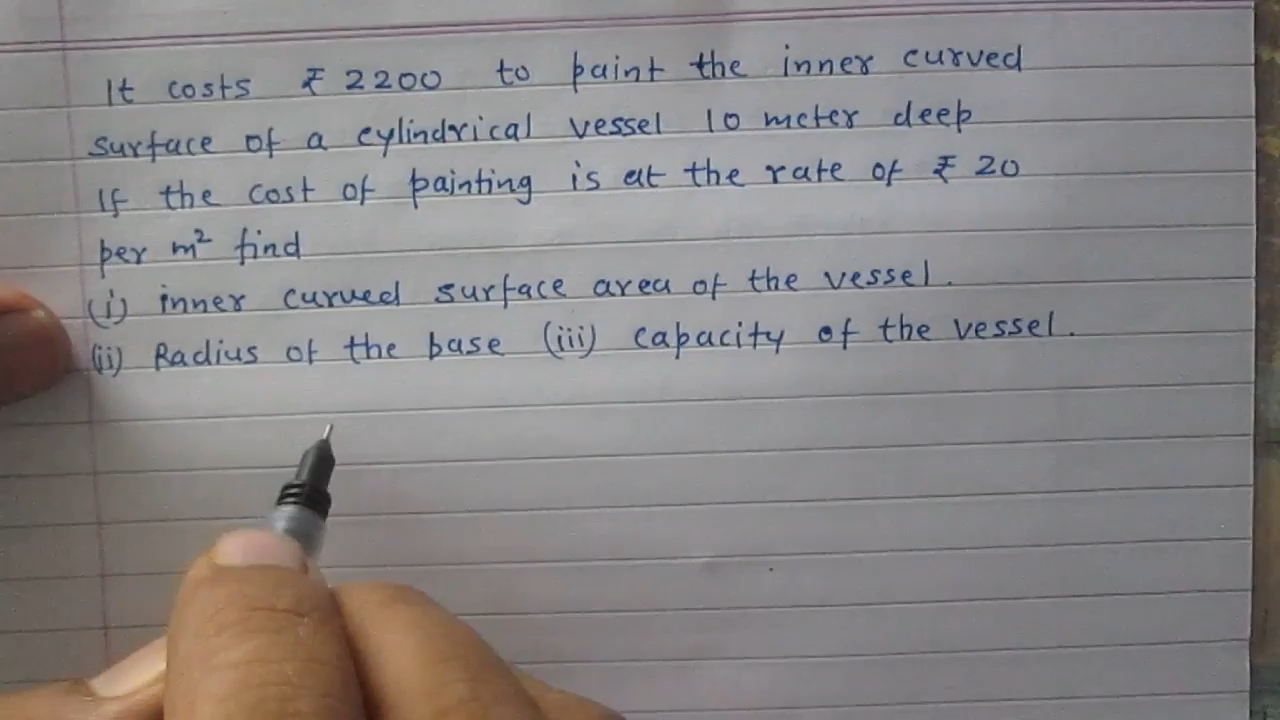 It costs ₹ 2200 to paint the inner curved
surface of a cylindrical vessel 10 meter deep
If the cost of painting is at the rate of ₹ 20
per m² find
(i) inner curved surface area of the vessel.
(ii) Radius of the base (iii) capacity of the vessel.